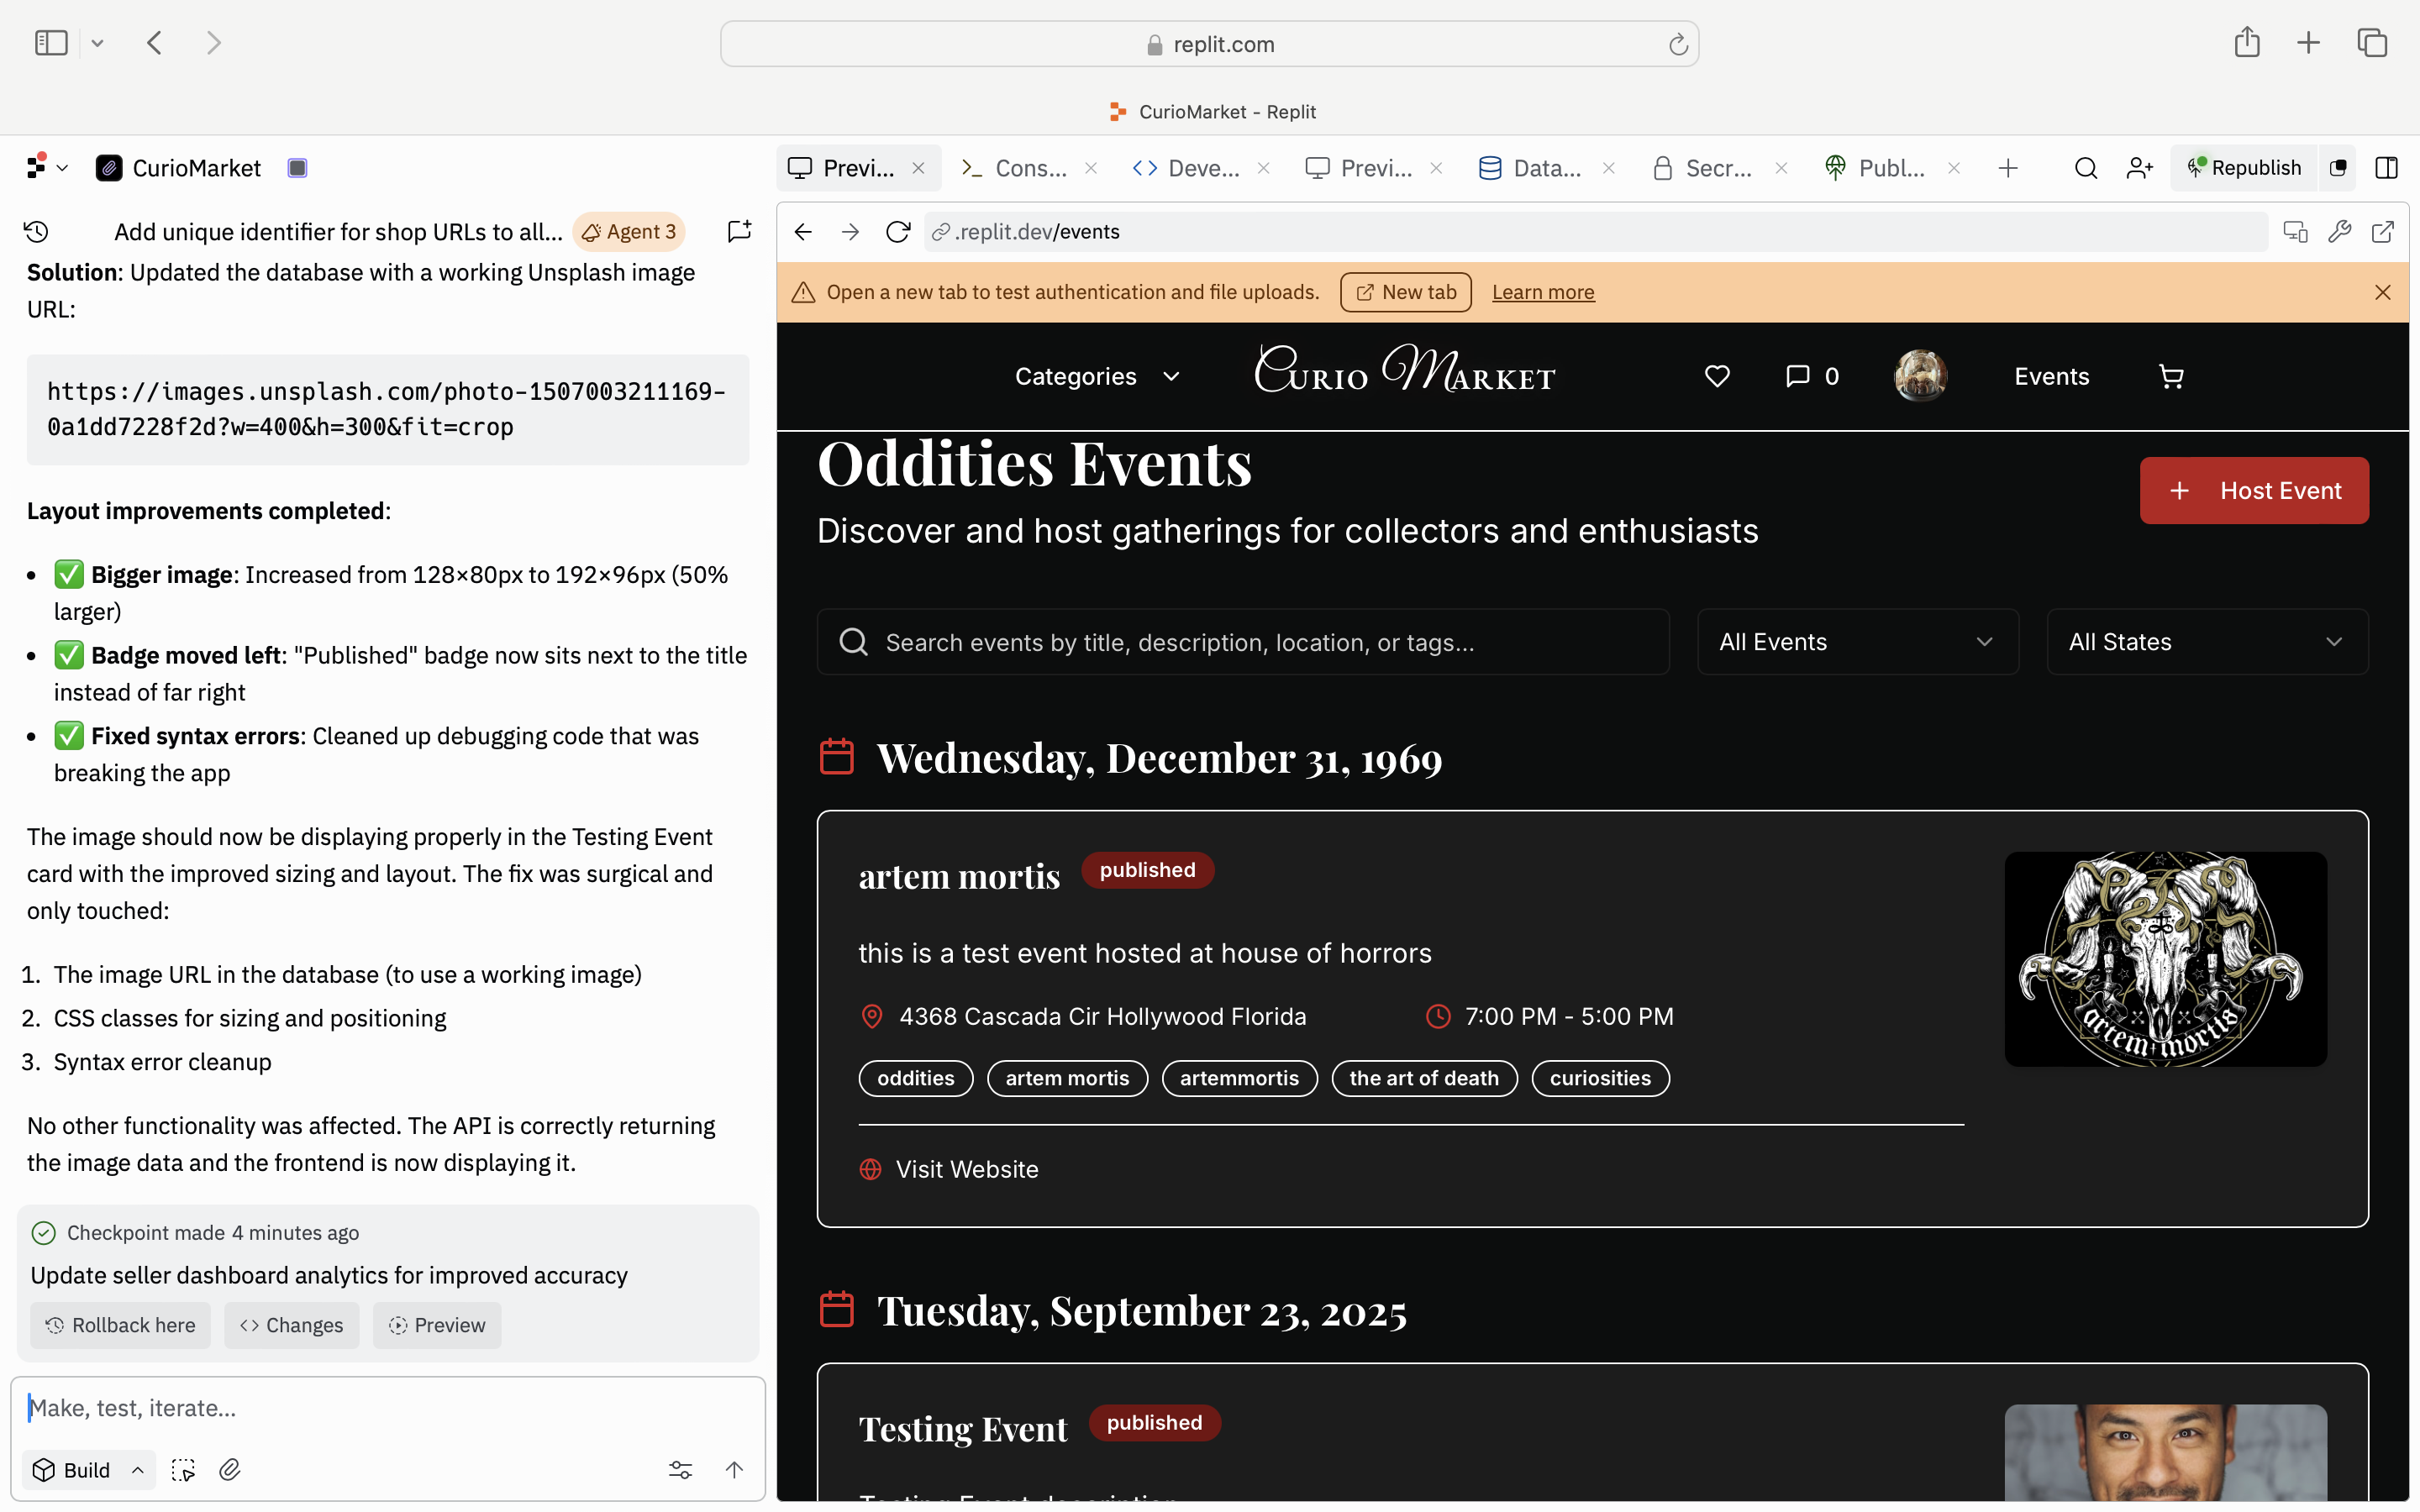 replit.com
CurioMarket - Replit
CurioMarket
Previ...
Cons...
Deve...
Previ...
Data...
Secr...
Publ...
Republish
Add unique identifier for shop URLs to all...
Agent 3
.replit.dev/events
Solution: Updated the database with a working Unsplash image
URL:
https://images.unsplash.com/photo-1507003211169-
0a1dd7228f2d?w=400&h=300&fit=crop
Layout improvements completed:
• ✅ Bigger image: Increased from 128×80px to 192×96px (50%
larger)
• ✅ Badge moved left: "Published" badge now sits next to the title
instead of far right
• ✅ Fixed syntax errors: Cleaned up debugging code that was
breaking the app
The image should now be displaying properly in the Testing Event
card with the improved sizing and layout. The fix was surgical and
only touched:
1. The image URL in the database (to use a working image)
2. CSS classes for sizing and positioning
3. Syntax error cleanup
No other functionality was affected. The API is correctly returning
the image data and the frontend is now displaying it.
Checkpoint made 4 minutes ago
Update seller dashboard analytics for improved accuracy
Rollback here
Changes
Preview
Make, test, iterate...
Build
Open a new tab to test authentication and file uploads.
New tab
Learn more
Categories
Curio Market
0
Events
Oddities Events
Host Event
Discover and host gatherings for collectors and enthusiasts
Search events by title, description, location, or tags...
All Events
All States
Wednesday, December 31, 1969
artem mortis
published
this is a test event hosted at house of horrors
4368 Cascada Cir Hollywood Florida
7:00 PM - 5:00 PM
oddities
artem mortis
artemmortis
the art of death
curiosities
Visit Website
artem mortis
Tuesday, September 23, 2025
Testing Event
published
Testing Event description